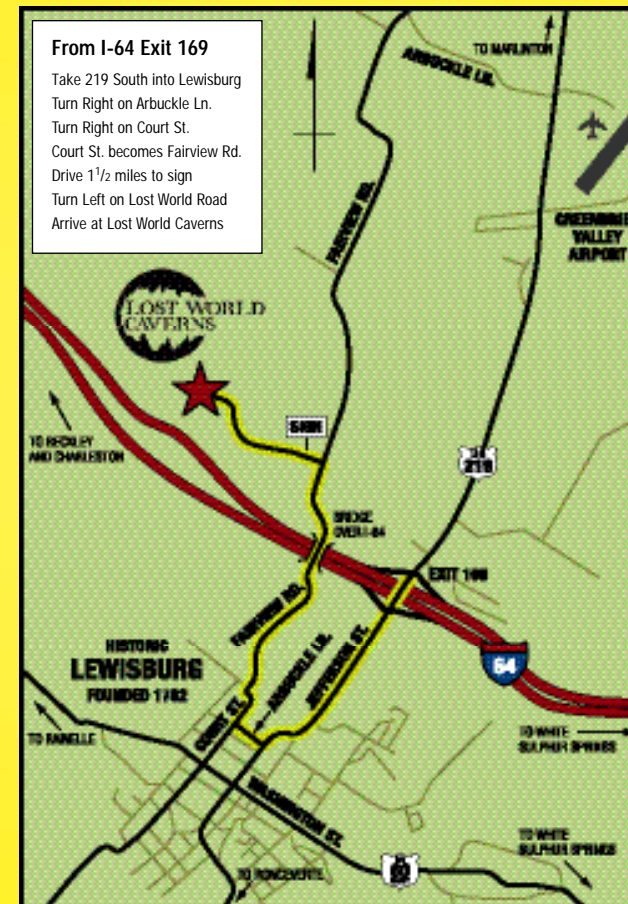 From I-64 Exit 169
Take 219 South into Lewisburg
Turn Right on Arbuckle Ln.
Turn Right on Court St.
Court St. becomes Fairview Rd.
Drive 1 1/2 miles to sign
Turn Left on Lost World Road
Arrive at Lost World Caverns
TO MARLINTON
ARBUCKLE LN.
FAIRVIEW RD.
GREENBRIER
VALLEY
AIRPORT
LOST WORLD
CAVERNS
TO BECKLEY
AND CHARLESTON
SIGN
219
BRIDGE
OVER I-64
EXIT 169
FAIRVIEW RD.
ARBUCKLE LN.
JEFFERSON ST.
HISTORIC
LEWISBURG
FOUNDED 1782
64
COURT ST.
TO RAINELLE
TO WHITE
SULPHUR SPRINGS
WASHINGTON ST.
TO WHITE
SULPHUR SPRINGS
TO RONCEVERTE